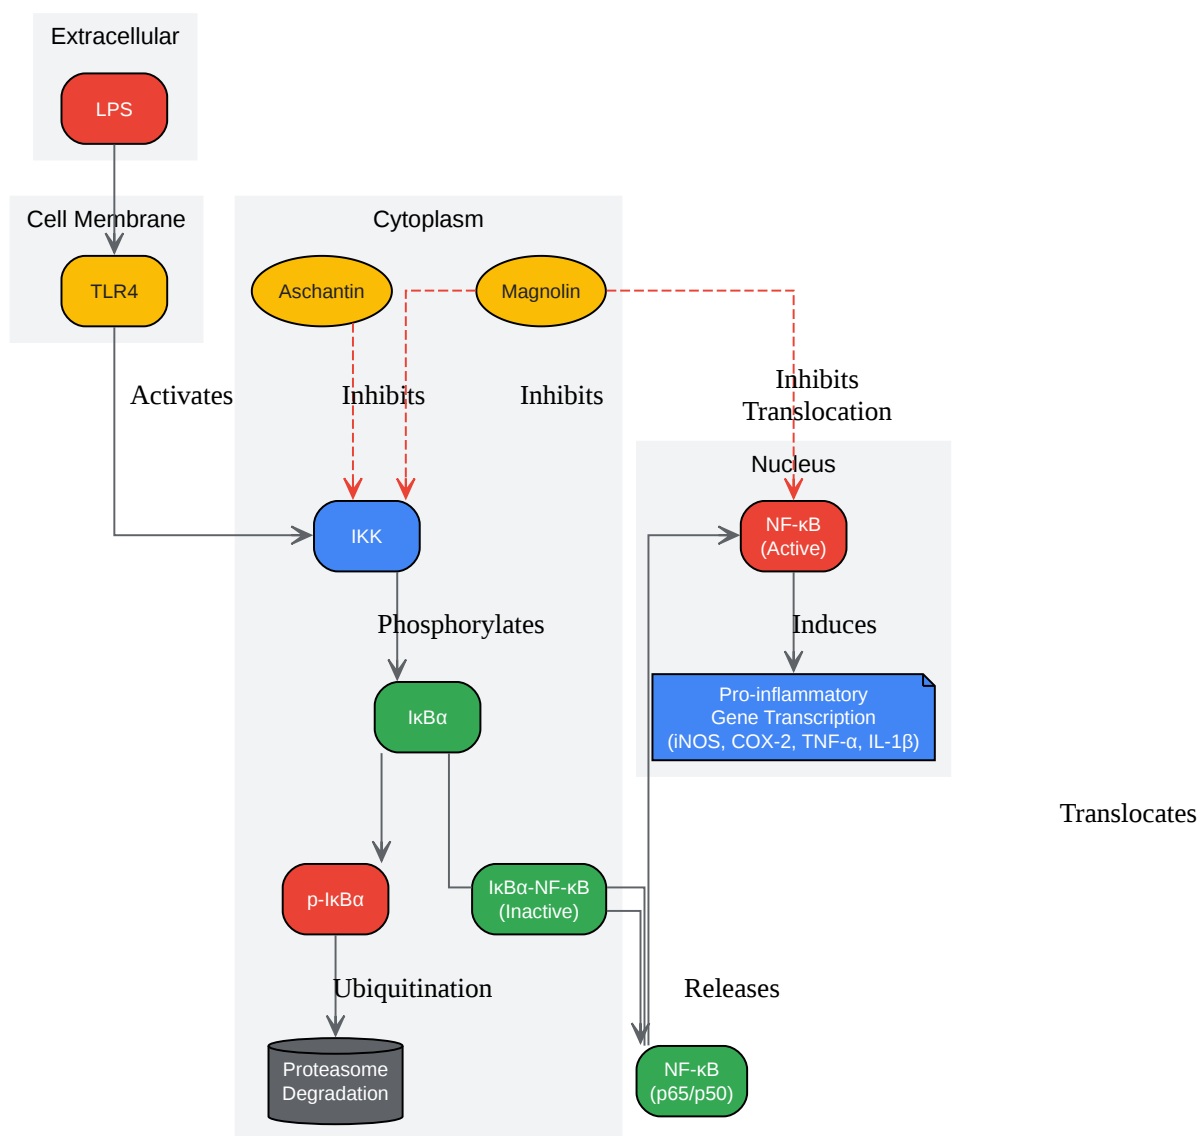 Extracellular
LPS
Cell Membrane
Cytoplasm
TLR4
Aschantin
Magnolin
Activates
Inhibits
Inhibits
Inhibits
Translocation
Nucleus
IKK
NF-κB
(Active)
Phosphorylates
Induces
IκBα
Pro-inflammatory
Gene Transcription
(iNOS, COX-2, TNF-α, IL-1β)
Translocates
p-IκBα
IκBα-NF-κB
(Inactive)
Ubiquitination
Releases
Proteasome
Degradation
NF-κB
(p65/p50)